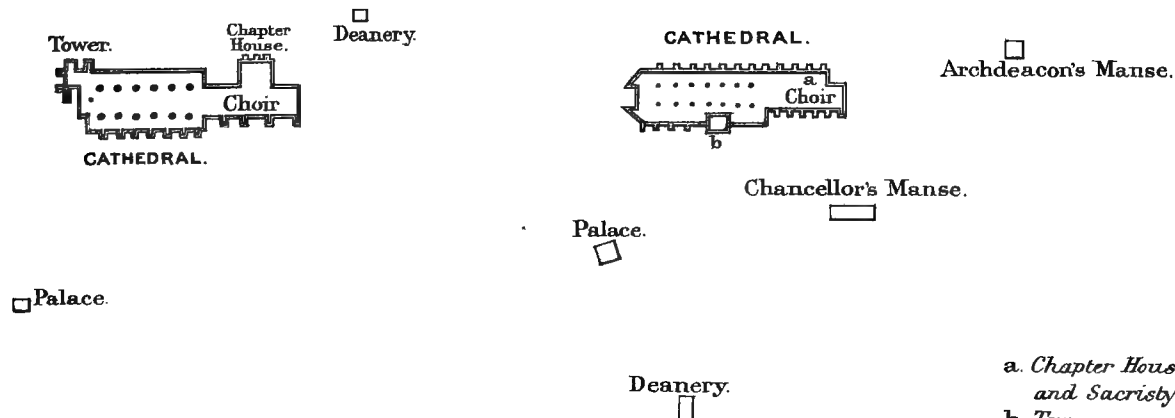 Tower.
Chapter
House.
Deanery.
Choir
CATHEDRAL.
Palace.
CATHEDRAL.
a
Choir
b
Archdeacon's Manse.
Chancellor's Manse.
Palace.
Deanery.
a. Chapter Hous
and Sacristy
b.